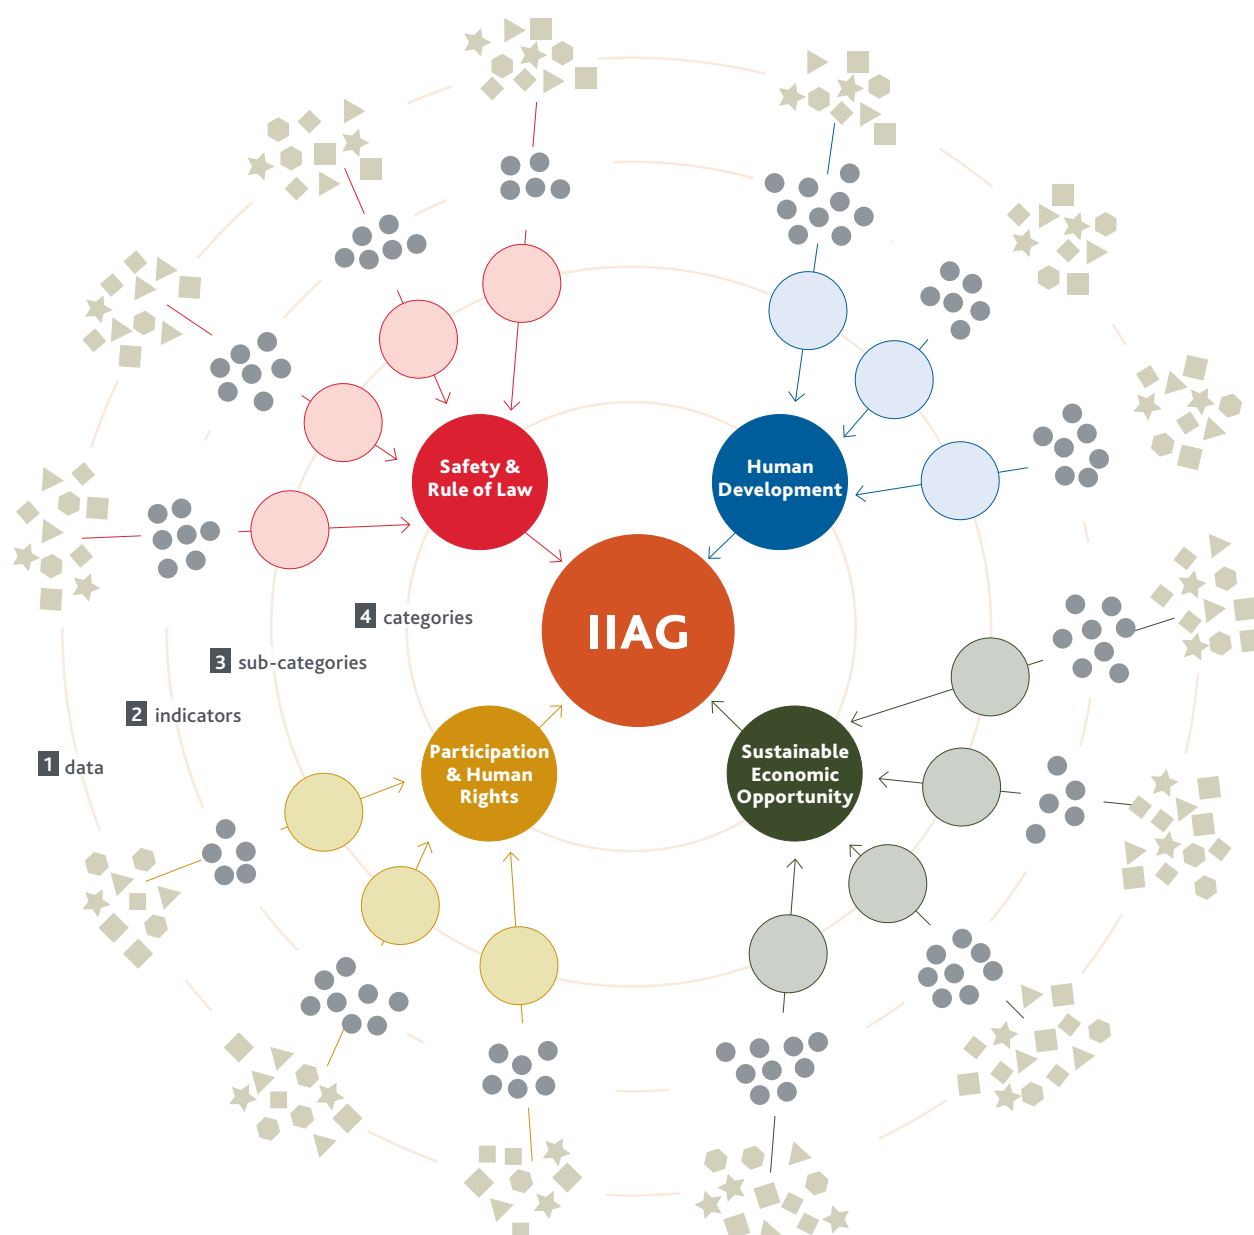 Safety &
Rule of Law
Human
Development
IIAG
4 categories
3 sub-categories
2 indicators
1 data
Participation
& Human
Rights
Sustainable
Economic
Opportunity